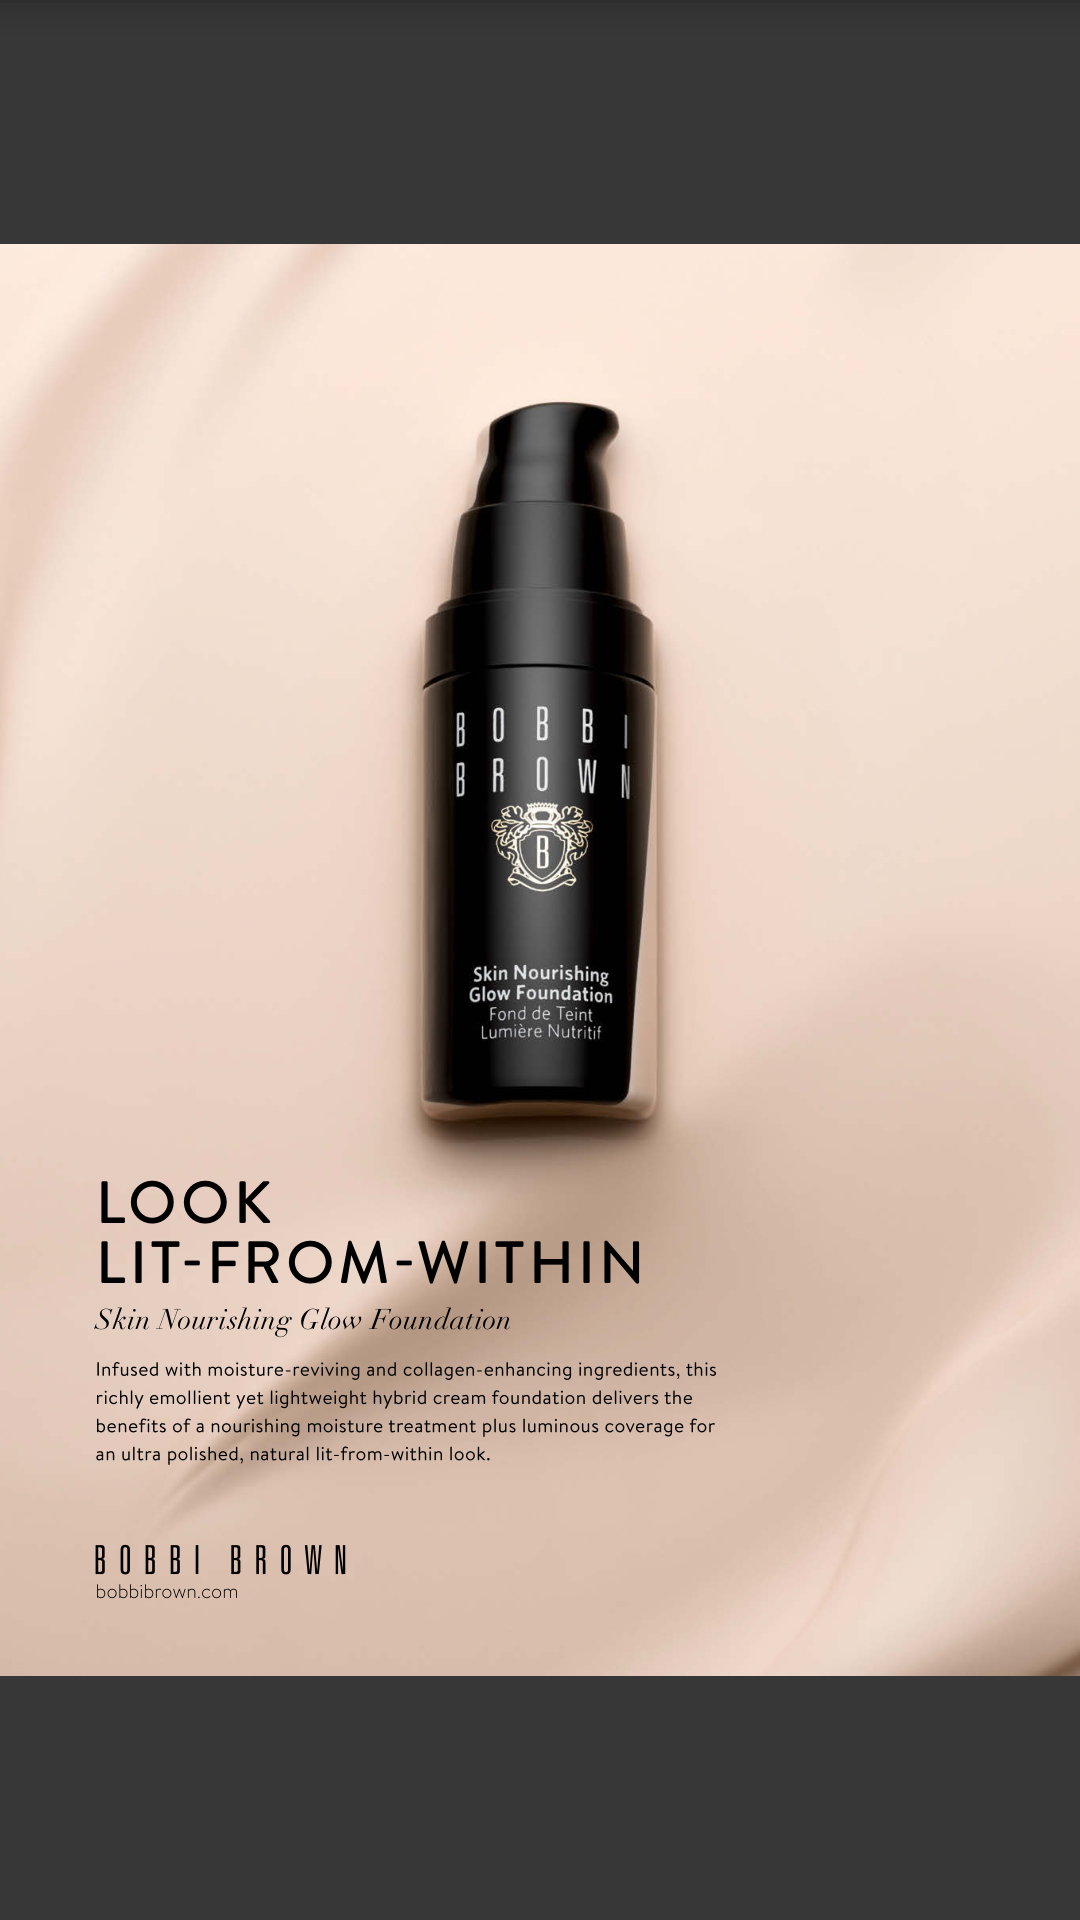 BOBBI
BROWN
B
Skin Nourishing
Glow Foundation
Fond de Teint
Lumière Nutritif
LOOK
LIT-FROM-WITHIN
Skin Nourishing Glow Foundation
Infused with moisture-reviving and collagen-enhancing ingredients, this
richly emollient yet lightweight hybrid cream foundation delivers the
benefits of a nourishing moisture treatment plus luminous coverage for
an ultra polished, natural lit-from-within look.
BOBBI BROWN
bobbibrown.com